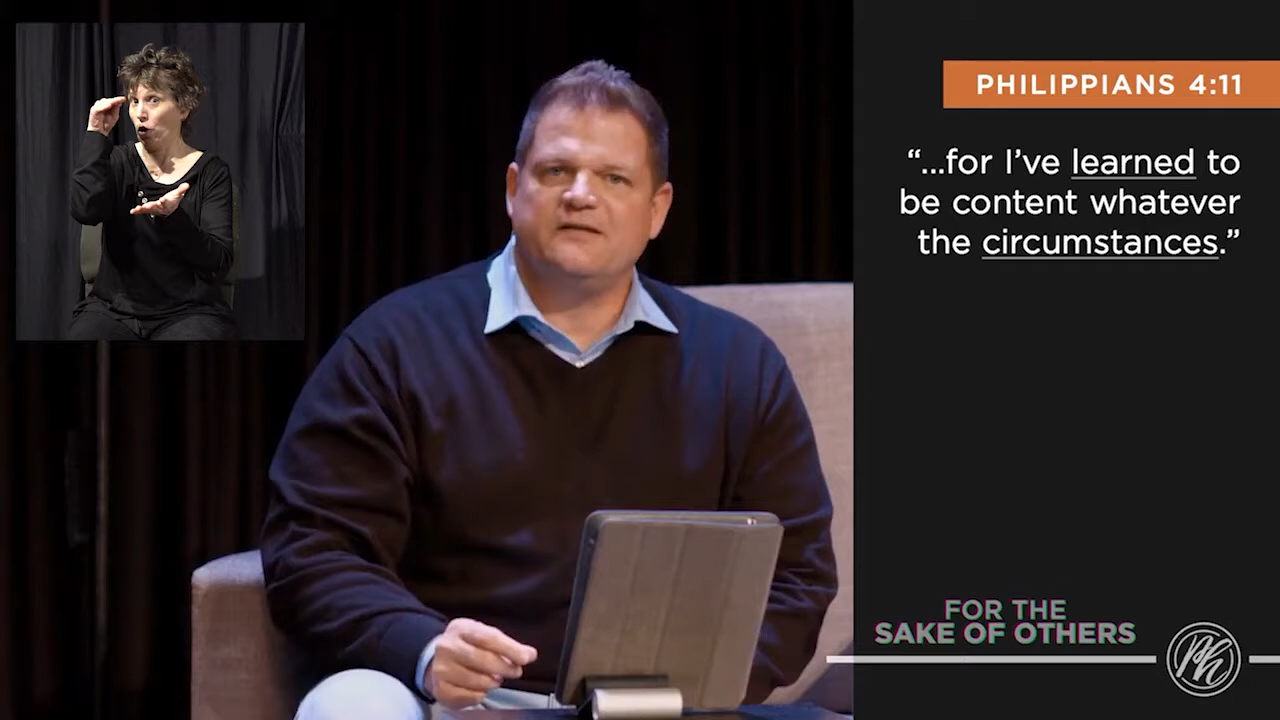 PHILIPPIANS 4:11
“...for I’ve learned to
be content whatever
the circumstances.”
FOR THE
SAKE OF OTHERS